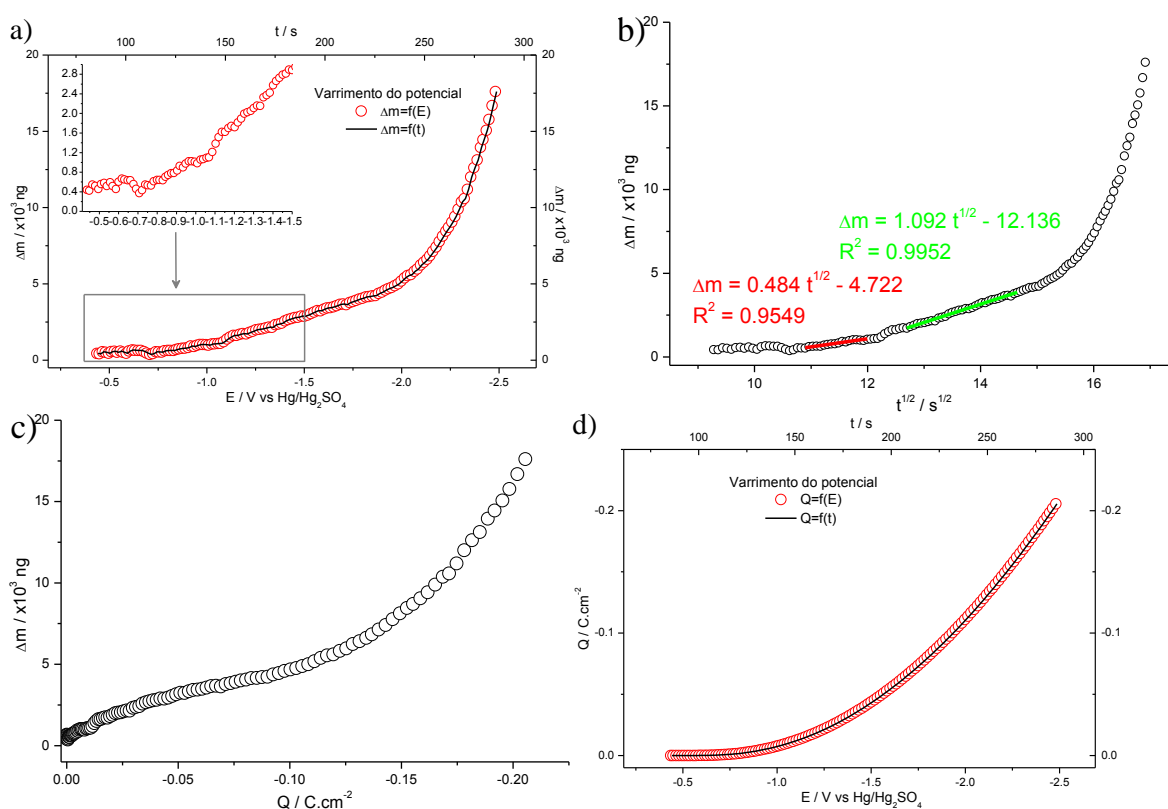 a)
t / s
100 150 200 250 300
20
15
10
5
0
Δm / x10³ ng
20
15
10
5
0
Δm / x10³ ng
2.8
2.4
2.0
1.6
1.2
0.8
0.4
0.0
-0.5 -0.6 -0.7 -0.8 -0.9 -1.0 -1.1 -1.2 -1.3 -1.4 -1.5
Varrimento do potencial
Δm=f(E)
Δm=f(t)
-0.5 -1.0 -1.5 -2.0 -2.5
E / V vs Hg/Hg₂SO₄
b)
20
15
10
5
0
Δm / x10³ ng
Δm = 1.092 t^1/2 - 12.136
R² = 0.9952
Δm = 0.484 t^1/2 - 4.722
R² = 0.9549
10 12 14 16
t^1/2 / s^1/2
c)
20
15
10
5
0
Δm / x10³ ng
0.00 -0.05 -0.10 -0.15 -0.20
Q / C.cm⁻²
d)
t / s
100 150 200 250 300
Varrimento do potencial
Q=f(E)
Q=f(t)
-0.2
-0.1
0.0
Q / C.cm⁻²
-0.2
-0.1
0.0
-0.5 -1.0 -1.5 -2.0 -2.5
E / V vs Hg/Hg₂SO₄